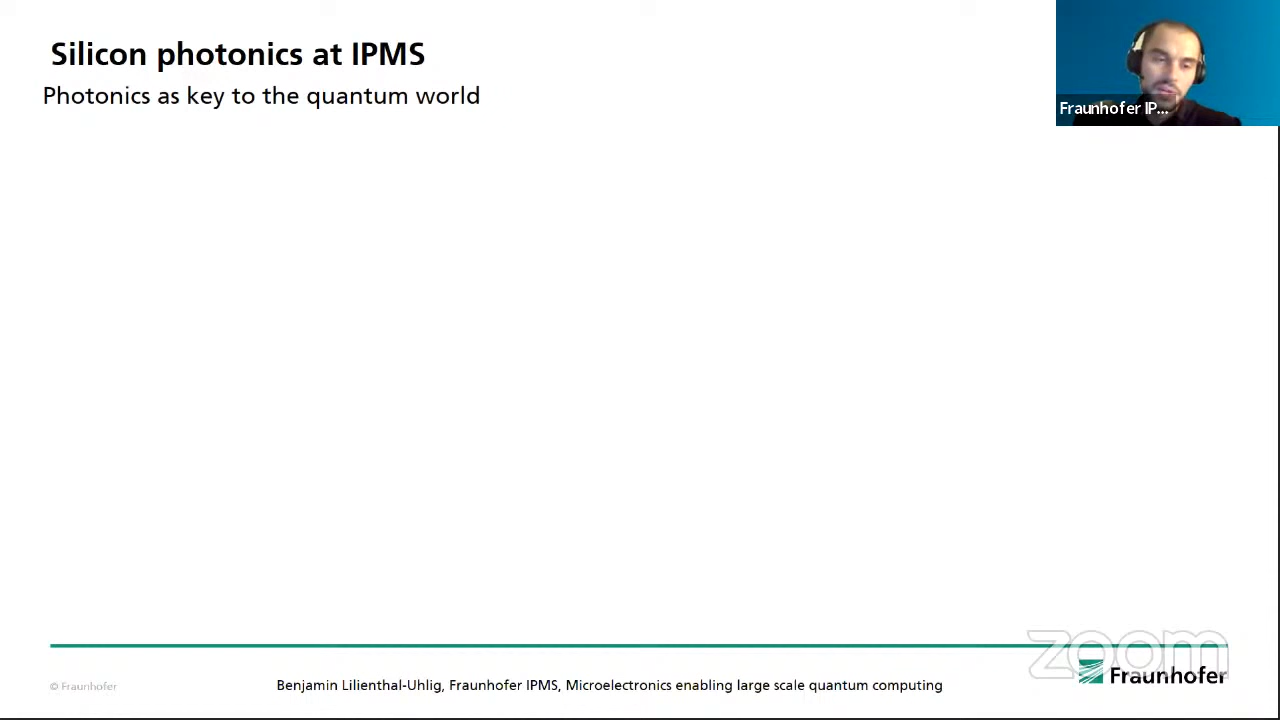 Silicon photonics at IPMS
Photonics as key to the quantum world
Fraunhofer IP...
zoom
© Fraunhofer
Benjamin Lilienthal-Uhlig, Fraunhofer IPMS, Microelectronics enabling large scale quantum computing
Fraunhofer